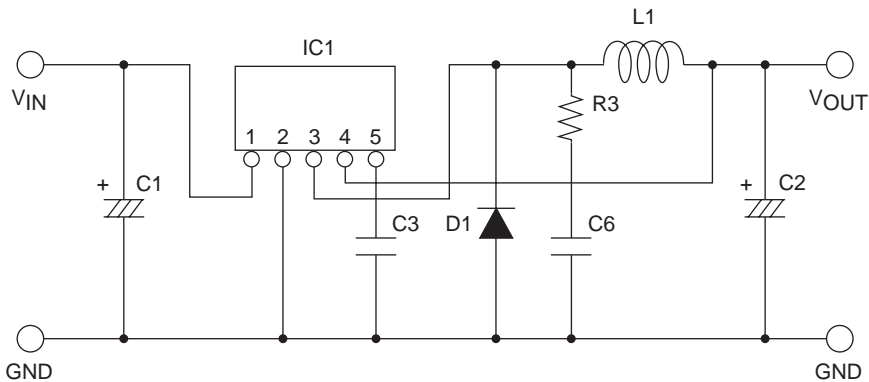 L1
IC1
VIN
R3
VOUT
1 2 3 4 5
+ C1
C3
D1
C6
+ C2
GND
GND